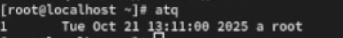 [root@localhost ~]# atq
1 Tue Oct 21 13:11:00 2025 a root